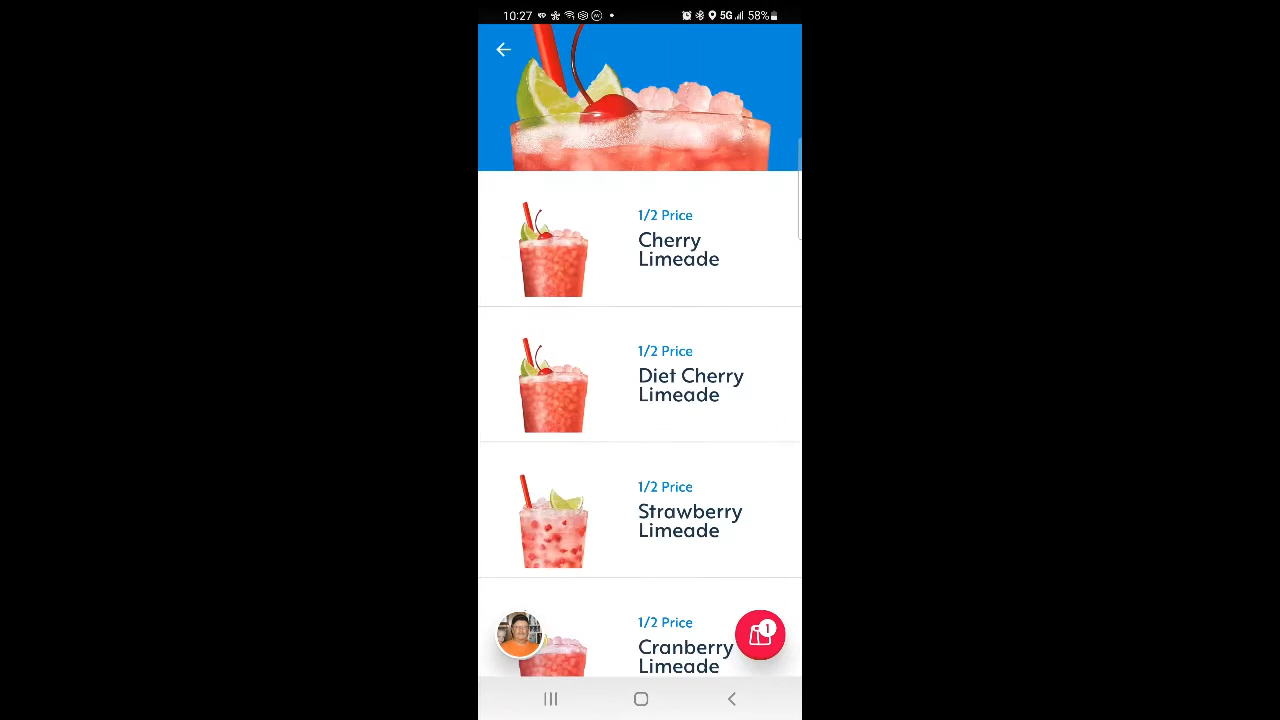 10:27 5G 58%
1/2 Price
Cherry
Limeade
1/2 Price
Diet Cherry
Limeade
1/2 Price
Strawberry
Limeade
1/2 Price
Cranberry
Limeade
1